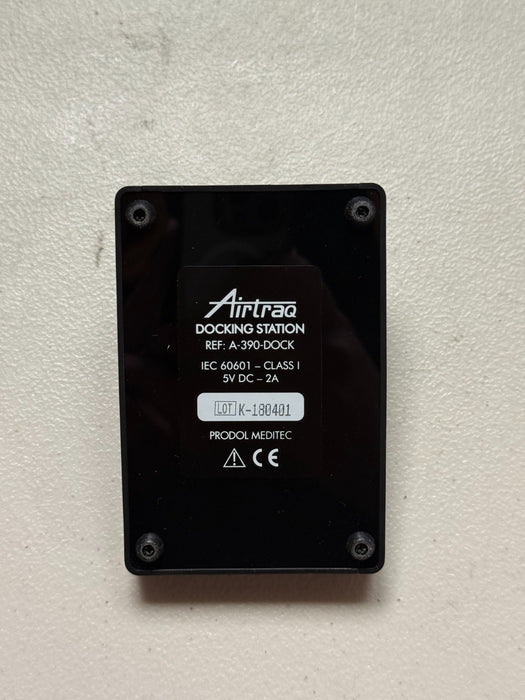 Airtraq
DOCKING STATION
REF: A-390-DOCK
IEC 60601 – CLASS I
5V DC – 2A
LOT K-180401
PRODOL MEDITEC
CE